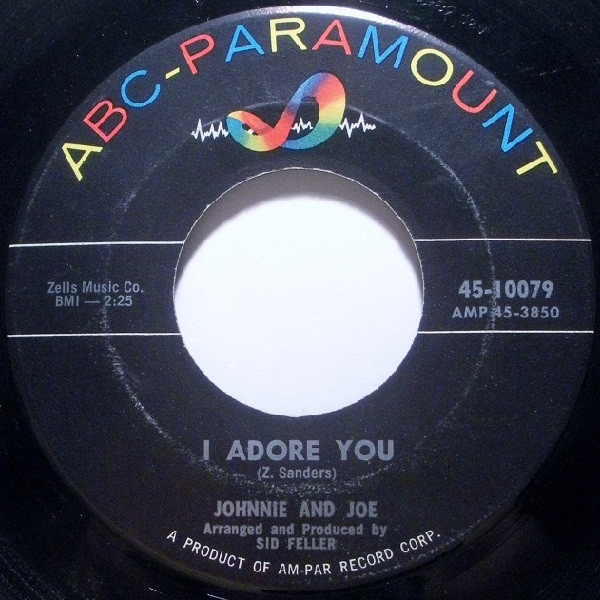 ABC-PARAMOUNT
Zells Music Co.
BMI — 2:25
45-10079
AMP 45-3850
I ADORE YOU
(Z. Sanders)
JOHNNIE AND JOE
Arranged and Produced by
SID FELLER
A PRODUCT OF AM-PAR RECORD CORP.